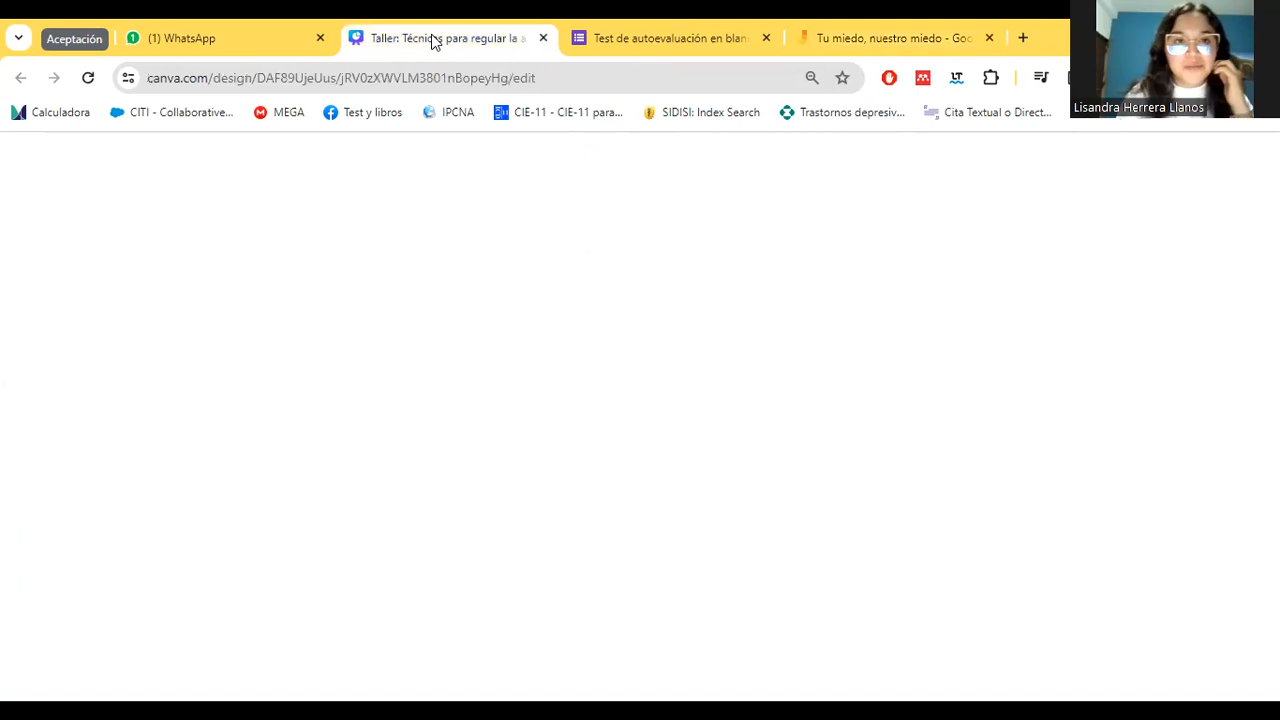 Aceptación
(1) WhatsApp
Taller: Técnicas para regular la a
Test de autoevaluación en blan
Tu miedo, nuestro miedo - Goo
canva.com/design/DAF89UjeUus/jRV0zXWVLM3801nBopeyHg/edit
Calculadora
CITI - Collaborative...
MEGA
Test y libros
IPCNA
CIE-11 - CIE-11 para...
SIDISI: Index Search
Trastornos depresiv...
Cita Textual o Direct...
Lisandra Herrera Llanos